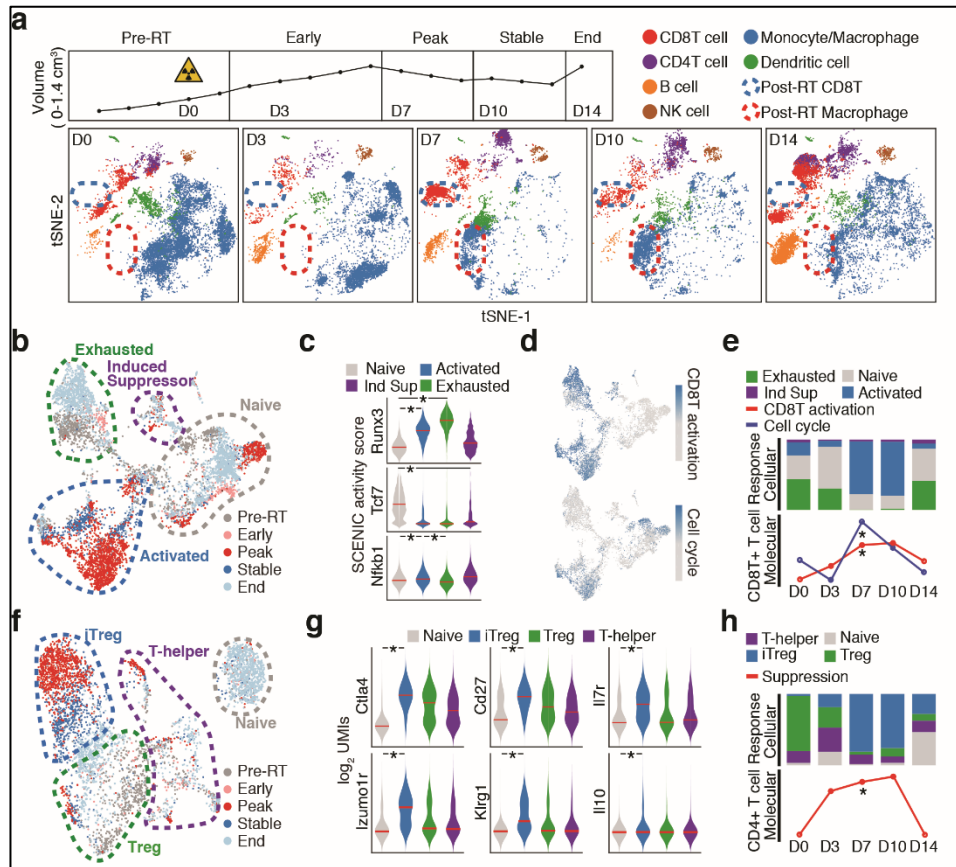 a
Pre-RT Early Peak Stable End
Volume
( 0-1.4 cm³)
D0 D3 D7 D10 D14
CD8T cell
CD4T cell
B cell
NK cell
Monocyte/Macrophage
Dendritic cell
Post-RT CD8T
Post-RT Macrophage
D0 D3 D7 D10 D14
tSNE-2
tSNE-1
b
Exhausted
Induced
Suppressor
Naive
Activated
Pre-RT
Early
Peak
Stable
End
c
Naive Activated
Ind Sup Exhausted
SCENIC activity score
Runx3
*
*
Tcf7
*
Nfkb1
* *
d
CD8T activation
Cell cycle
e
Exhausted Naive
Ind Sup Activated
CD8T activation
Cell cycle
CD8+ T cell
Cellular
Response
Molecular
*
*
D0 D3 D7 D10 D14
f
iTreg
T-helper
Naive
Treg
Pre-RT
Early
Peak
Stable
End
g
Naive iTreg Treg T-helper
log₂ UMIs
Ctla4 * Cd27 * Il7r *
Izumo1r * Klrg1 * Il10 *
h
T-helper Naive
iTreg Treg
Suppression
CD4+ T cell
Cellular
Response
Molecular
*
D0 D3 D7 D10 D14